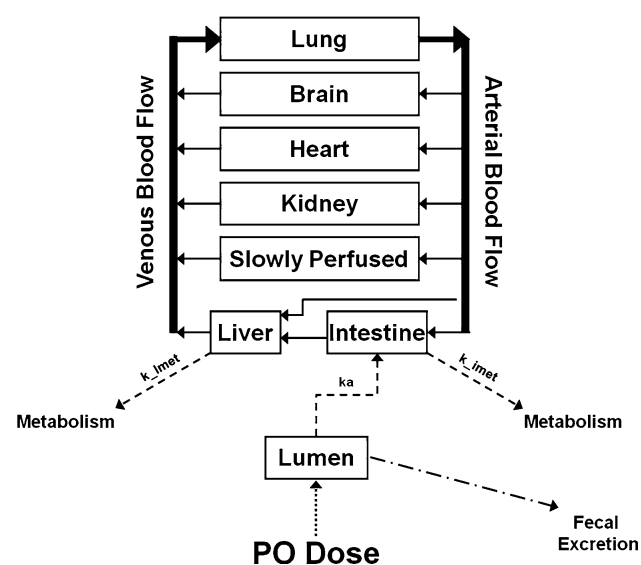 Lung
Brain
Heart
Kidney
Slowly Perfused
Venous Blood Flow
Arterial Blood Flow
Liver
Intestine
k_lmet
k_imet
Metabolism
ka
Metabolism
Lumen
Fecal
Excretion
PO Dose